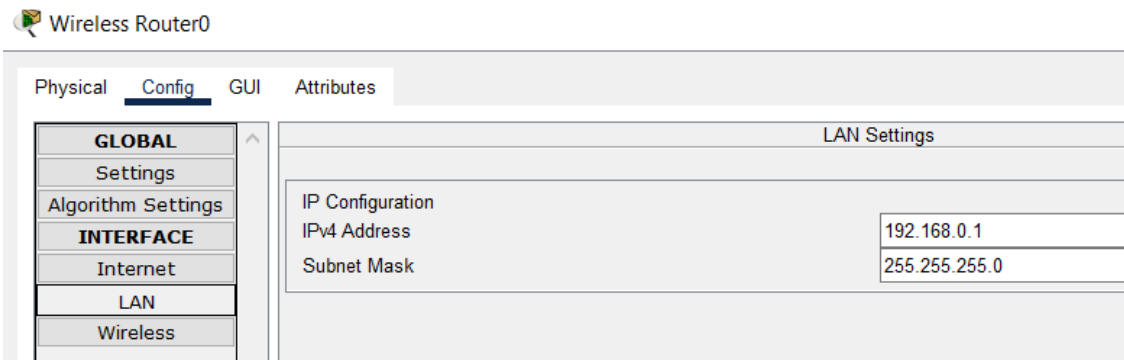 Wireless Router0
Physical Config GUI Attributes
GLOBAL
Settings
Algorithm Settings
INTERFACE
Internet
LAN
Wireless
LAN Settings
IP Configuration
IPv4 Address 192.168.0.1
Subnet Mask 255.255.255.0